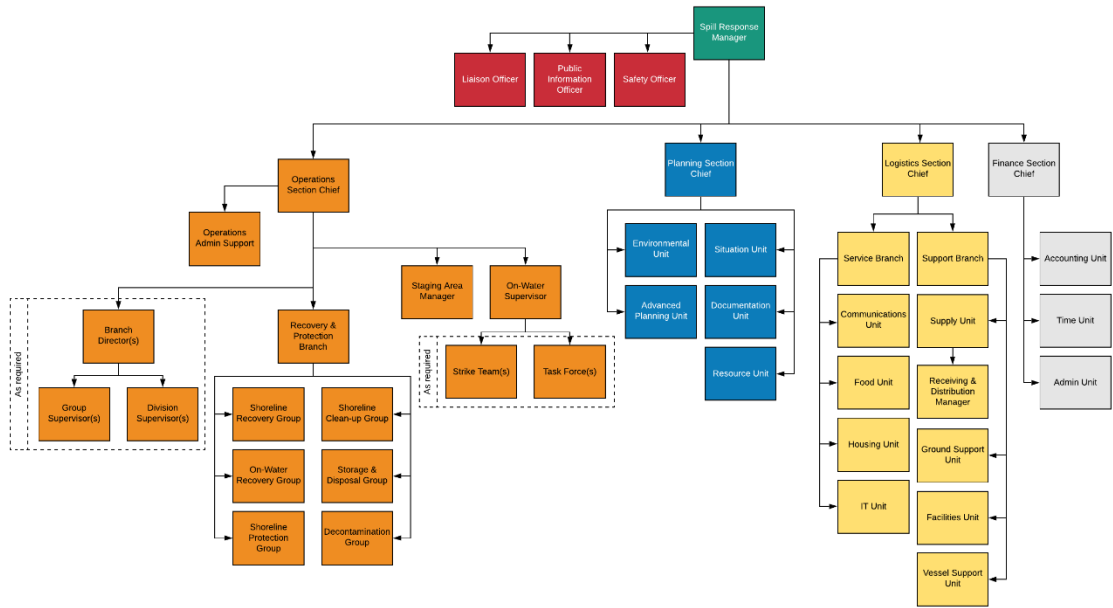 Spill Response
Manager
Liaison Officer
Public
Information
Officer
Safety Officer
Operations
Section Chief
Planning Section
Chief
Logistics Section
Chief
Finance Section
Chief
Operations
Admin Support
Staging Area
Manager
On-Water
Supervisor
Environmental
Unit
Situation Unit
Service Branch
Support Branch
Accounting Unit
As required
Branch
Director(s)
Recovery &
Protection
Branch
Advanced
Planning Unit
Documentation
Unit
Communications
Unit
Supply Unit
Time Unit
As required
Strike Team(s)
Task Force(s)
Resource Unit
Food Unit
Receiving &
Distribution
Manager
Admin Unit
Group
Supervisor(s)
Division
Supervisor(s)
Shoreline
Recovery Group
Shoreline
Clean-up Group
Housing Unit
Ground Support
Unit
On-Water
Recovery Group
Storage &
Disposal Group
IT Unit
Facilities Unit
Shoreline
Protection
Group
Decontamination
Group
Vessel Support
Unit